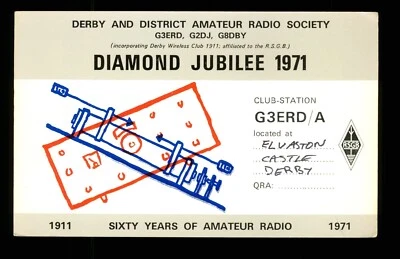 DERBY AND DISTRICT AMATEUR RADIO SOCIETY
G3ERD, G2DJ, G8DBY
(incorporating Derby Wireless Club 1911; affiliated to the R.S.G.B.)
DIAMOND JUBILEE 1971
CLUB-STATION
G3ERD/A
located at
ELVASTON
CASTLE
DERBY
QRA:
RSGB
1911 SIXTY YEARS OF AMATEUR RADIO 1971